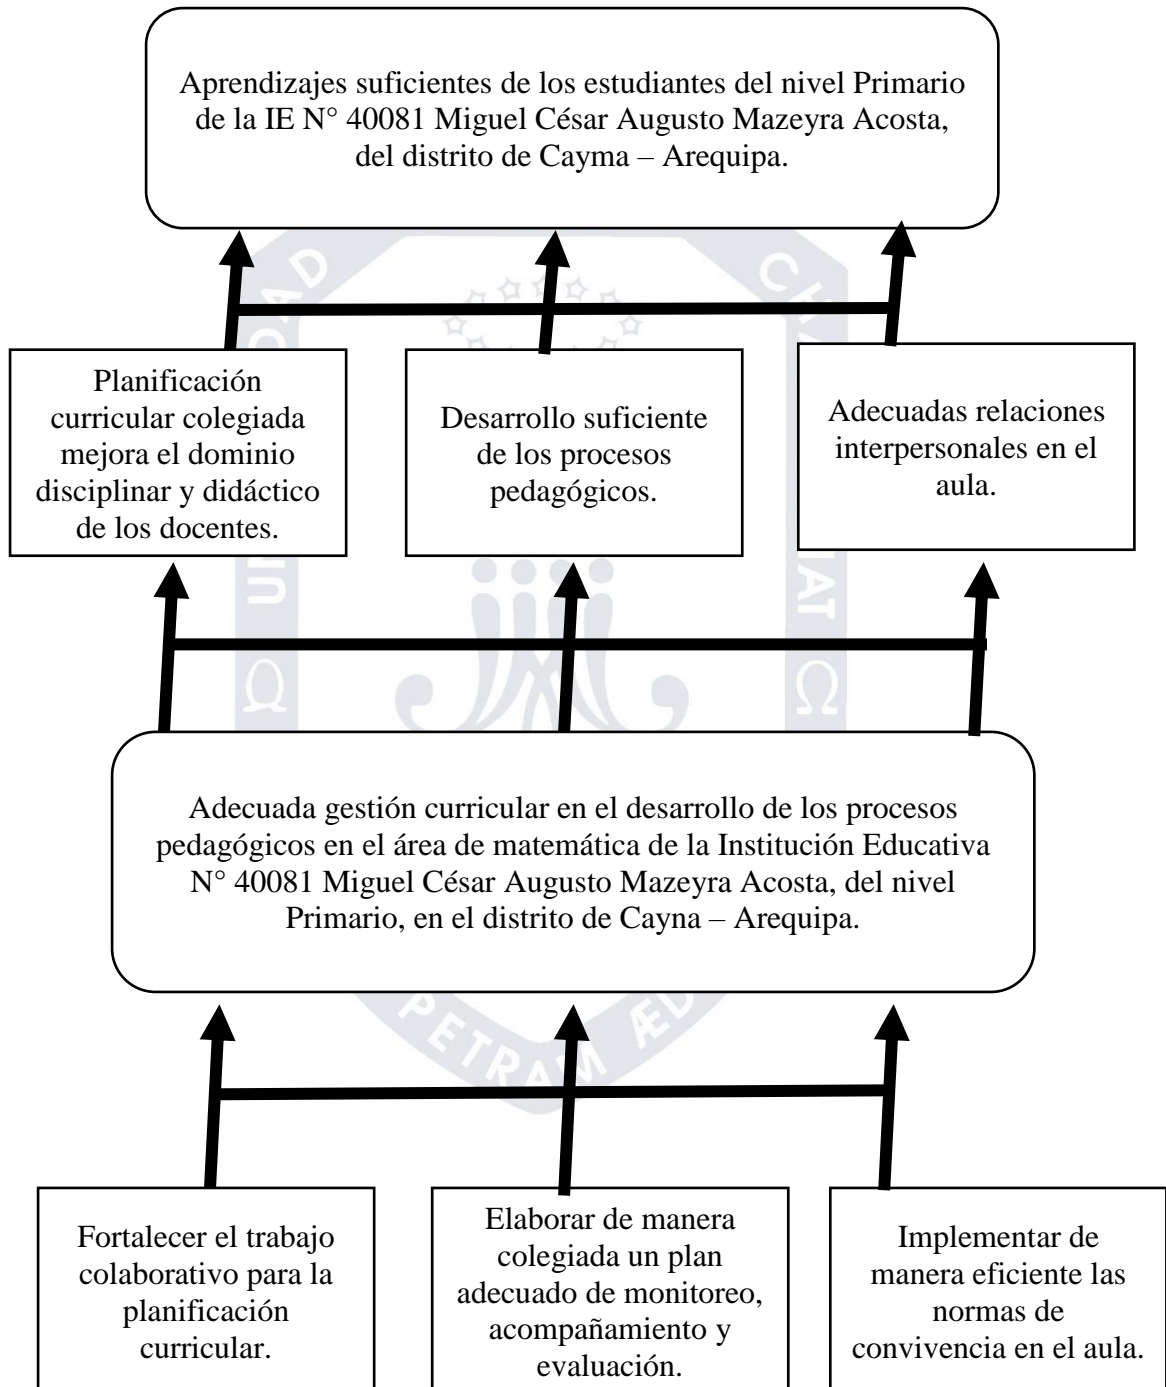 Aprendizajes suficientes de los estudiantes del nivel Primario
de la IE N° 40081 Miguel César Augusto Mazeyra Acosta,
del distrito de Cayma – Arequipa.
Planificación
curricular colegiada
mejora el dominio
disciplinar y didáctico
de los docentes.
Desarrollo suficiente
de los procesos
pedagógicos.
Adecuadas relaciones
interpersonales en el
aula.
Adecuada gestión curricular en el desarrollo de los procesos
pedagógicos en el área de matemática de la Institución Educativa
N° 40081 Miguel César Augusto Mazeyra Acosta, del nivel
Primario, en el distrito de Cayna – Arequipa.
PETRAM ÆD
Fortalecer el trabajo
colaborativo para la
planificación
curricular.
Elaborar de manera
colegiada un plan
adecuado de monitoreo,
acompañamiento y
evaluación.
Implementar de
manera eficiente las
normas de
convivencia en el aula.